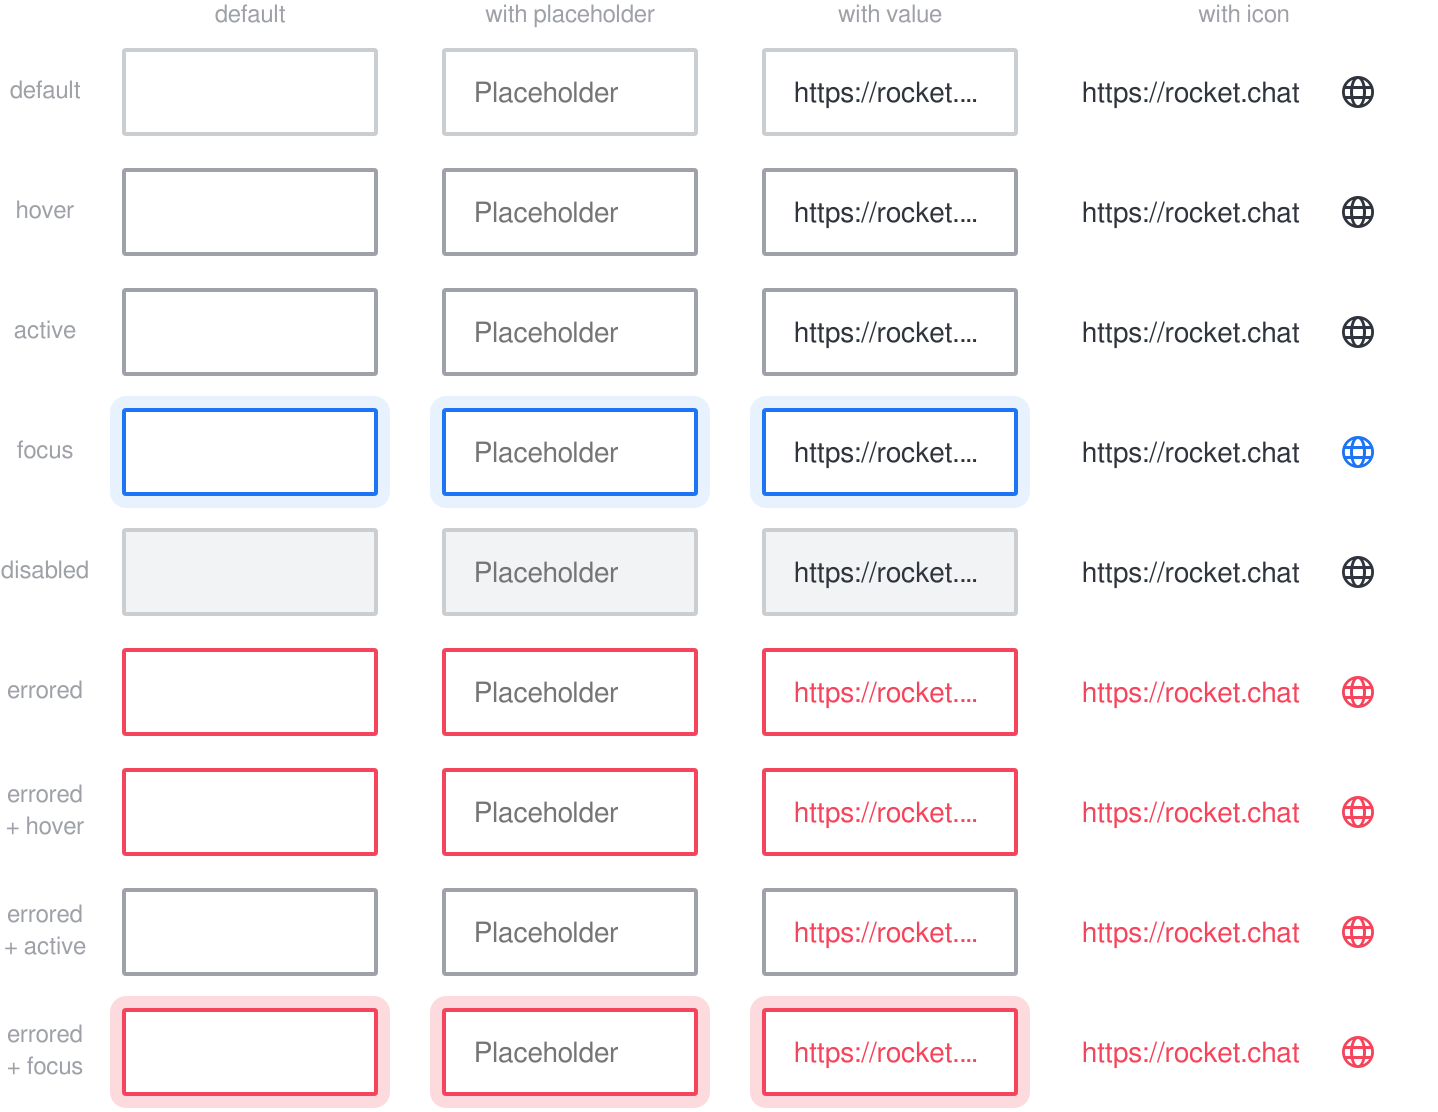 default with placeholder with value with icon
default Placeholder https://rocket.... https://rocket.chat
hover Placeholder https://rocket.... https://rocket.chat
active Placeholder https://rocket.... https://rocket.chat
focus Placeholder https://rocket.... https://rocket.chat
disabled Placeholder https://rocket.... https://rocket.chat
errored Placeholder https://rocket.... https://rocket.chat
errored
+ hover Placeholder https://rocket.... https://rocket.chat
errored
+ active Placeholder https://rocket.... https://rocket.chat
errored
+ focus Placeholder https://rocket.... https://rocket.chat